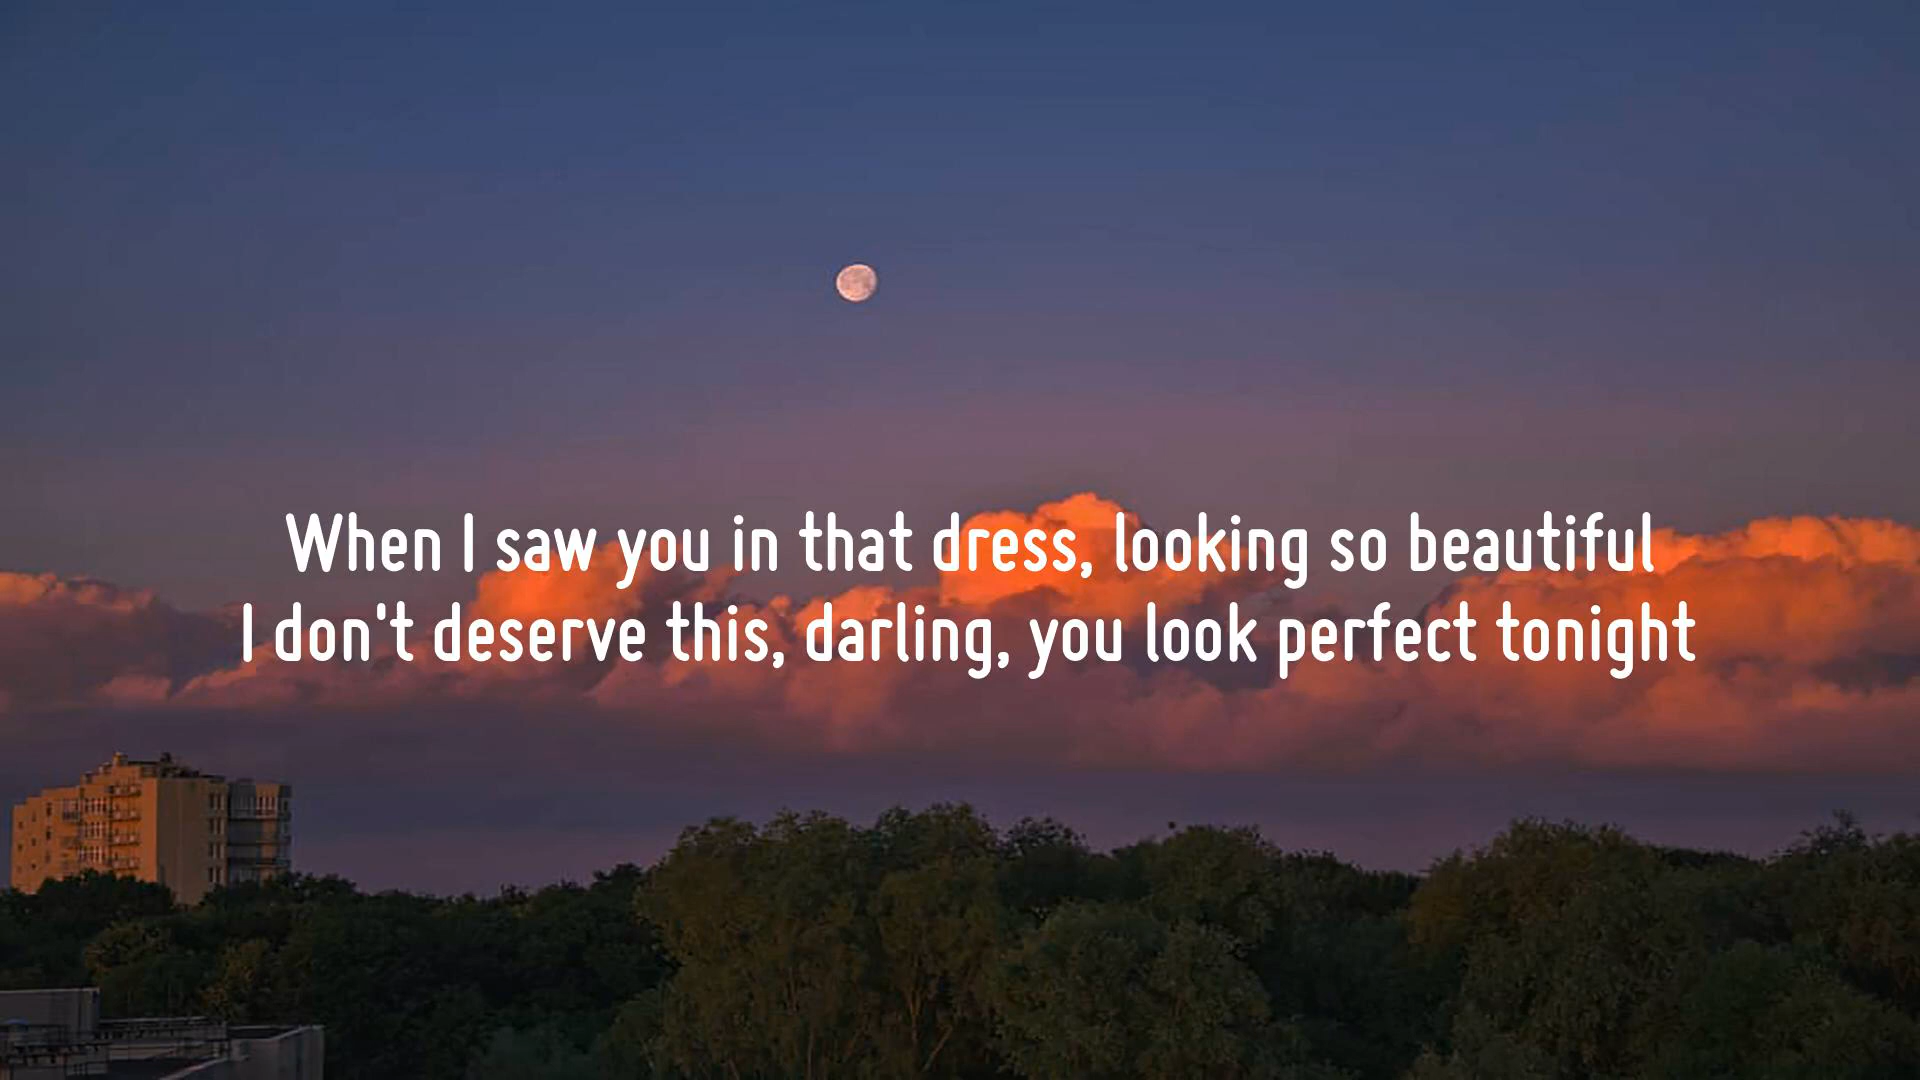 When I saw you in that dress, looking so beautiful
I don't deserve this, darling, you look perfect tonight